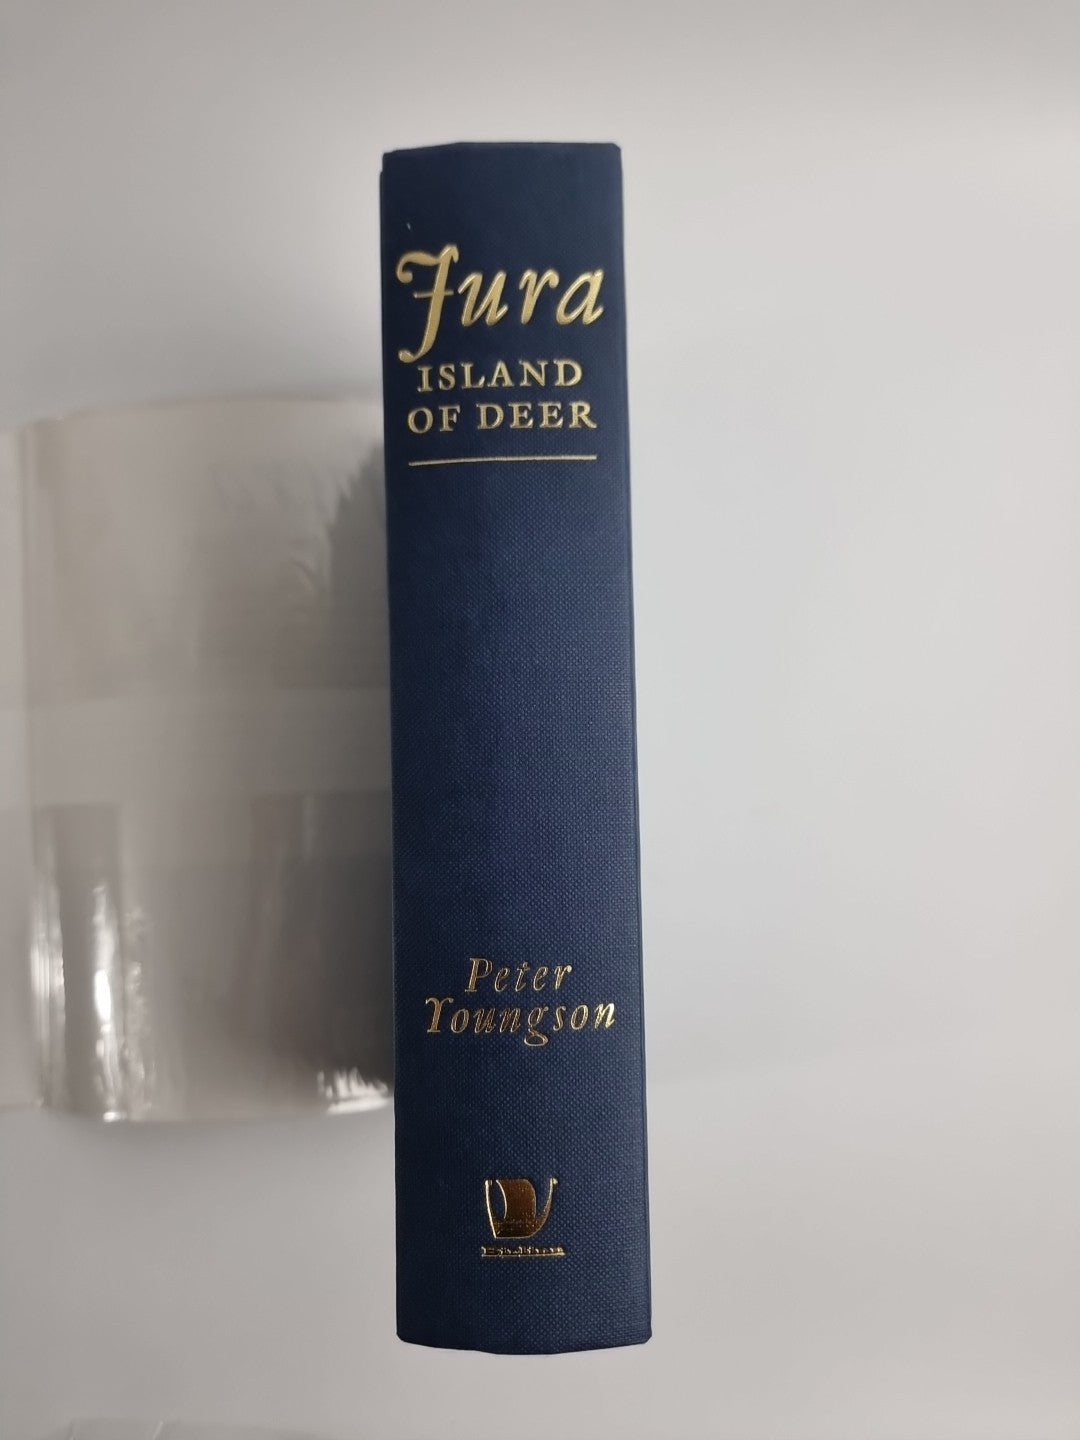 Jura
ISLAND
OF DEER
Peter
Youngson